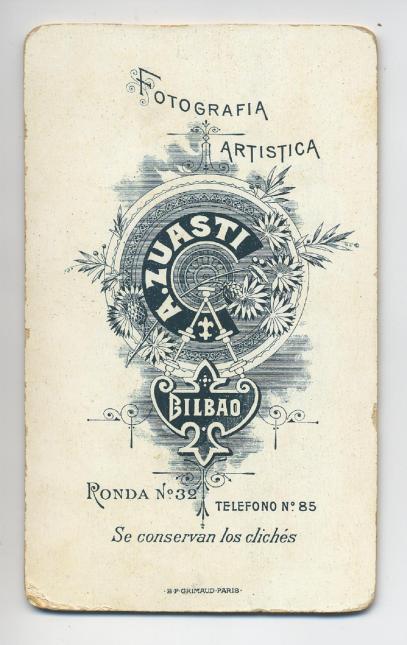 FOTOGRAFIA
ARTISTICA
A. ZUASTI
BILBAO
RONDA Nº 32
TELEFONO Nº 85
Se conservan los clichés
·B·P·GRIMAUD·PARIS·